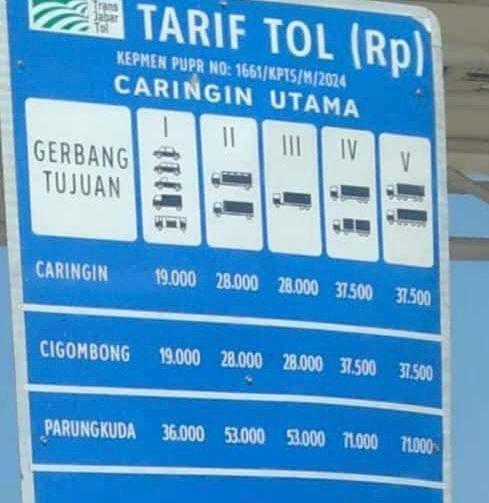 Trans
Jabar
Tol
TARIF TOL (Rp)
KEPMEN PUPR NO: 1661/KPTS/M/2024
CARINGIN UTAMA
GERBANG
TUJUAN
I II III IV V
CARINGIN 19.000 28.000 28.000 37.500 37.500
CIGOMBONG 19.000 28.000 28.000 37.500 37.500
PARUNGKUDA 36.000 53.000 53.000 71.000 71.000